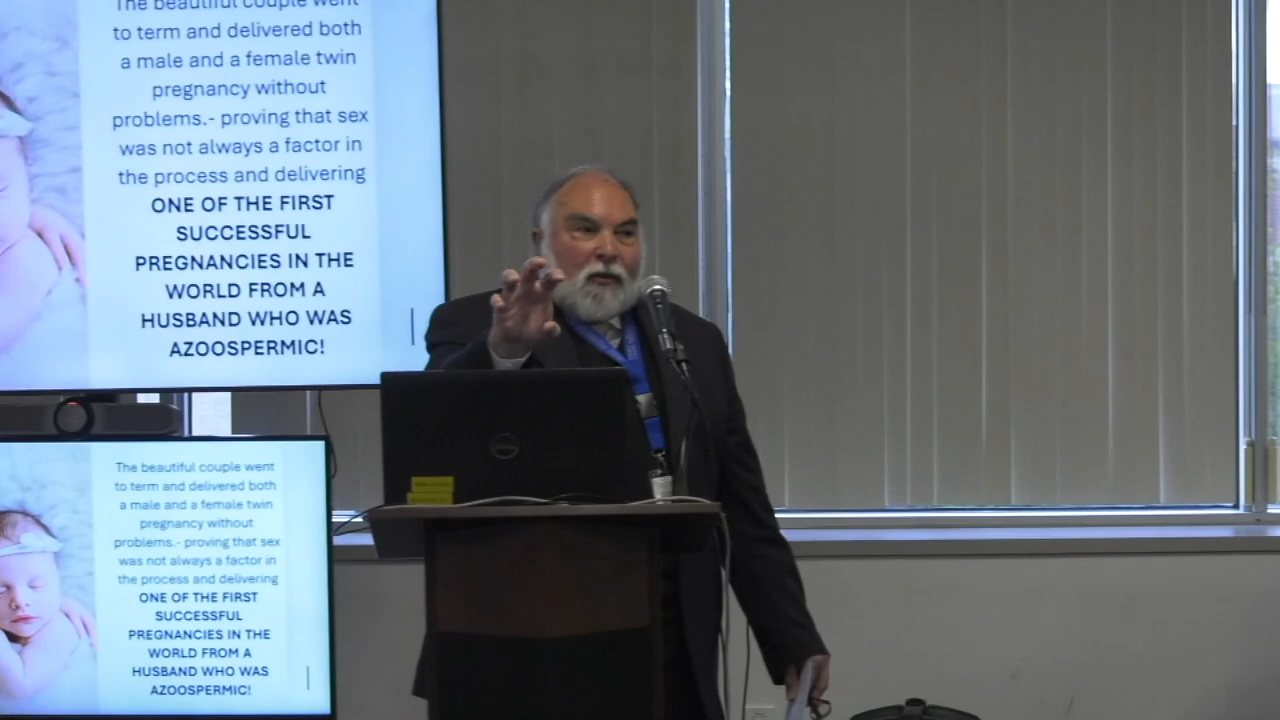 The beautiful couple went
to term and delivered both
a male and a female twin
pregnancy without
problems.- proving that sex
was not always a factor in
the process and delivering
ONE OF THE FIRST
SUCCESSFUL
PREGNANCIES IN THE
WORLD FROM A
HUSBAND WHO WAS
AZOOSPERMIC!
The beautiful couple went
to term and delivered both
a male and a female twin
pregnancy without
problems.- proving that sex
was not always a factor in
the process and delivering
ONE OF THE FIRST
SUCCESSFUL
PREGNANCIES IN THE
WORLD FROM A
HUSBAND WHO WAS
AZOOSPERMIC!